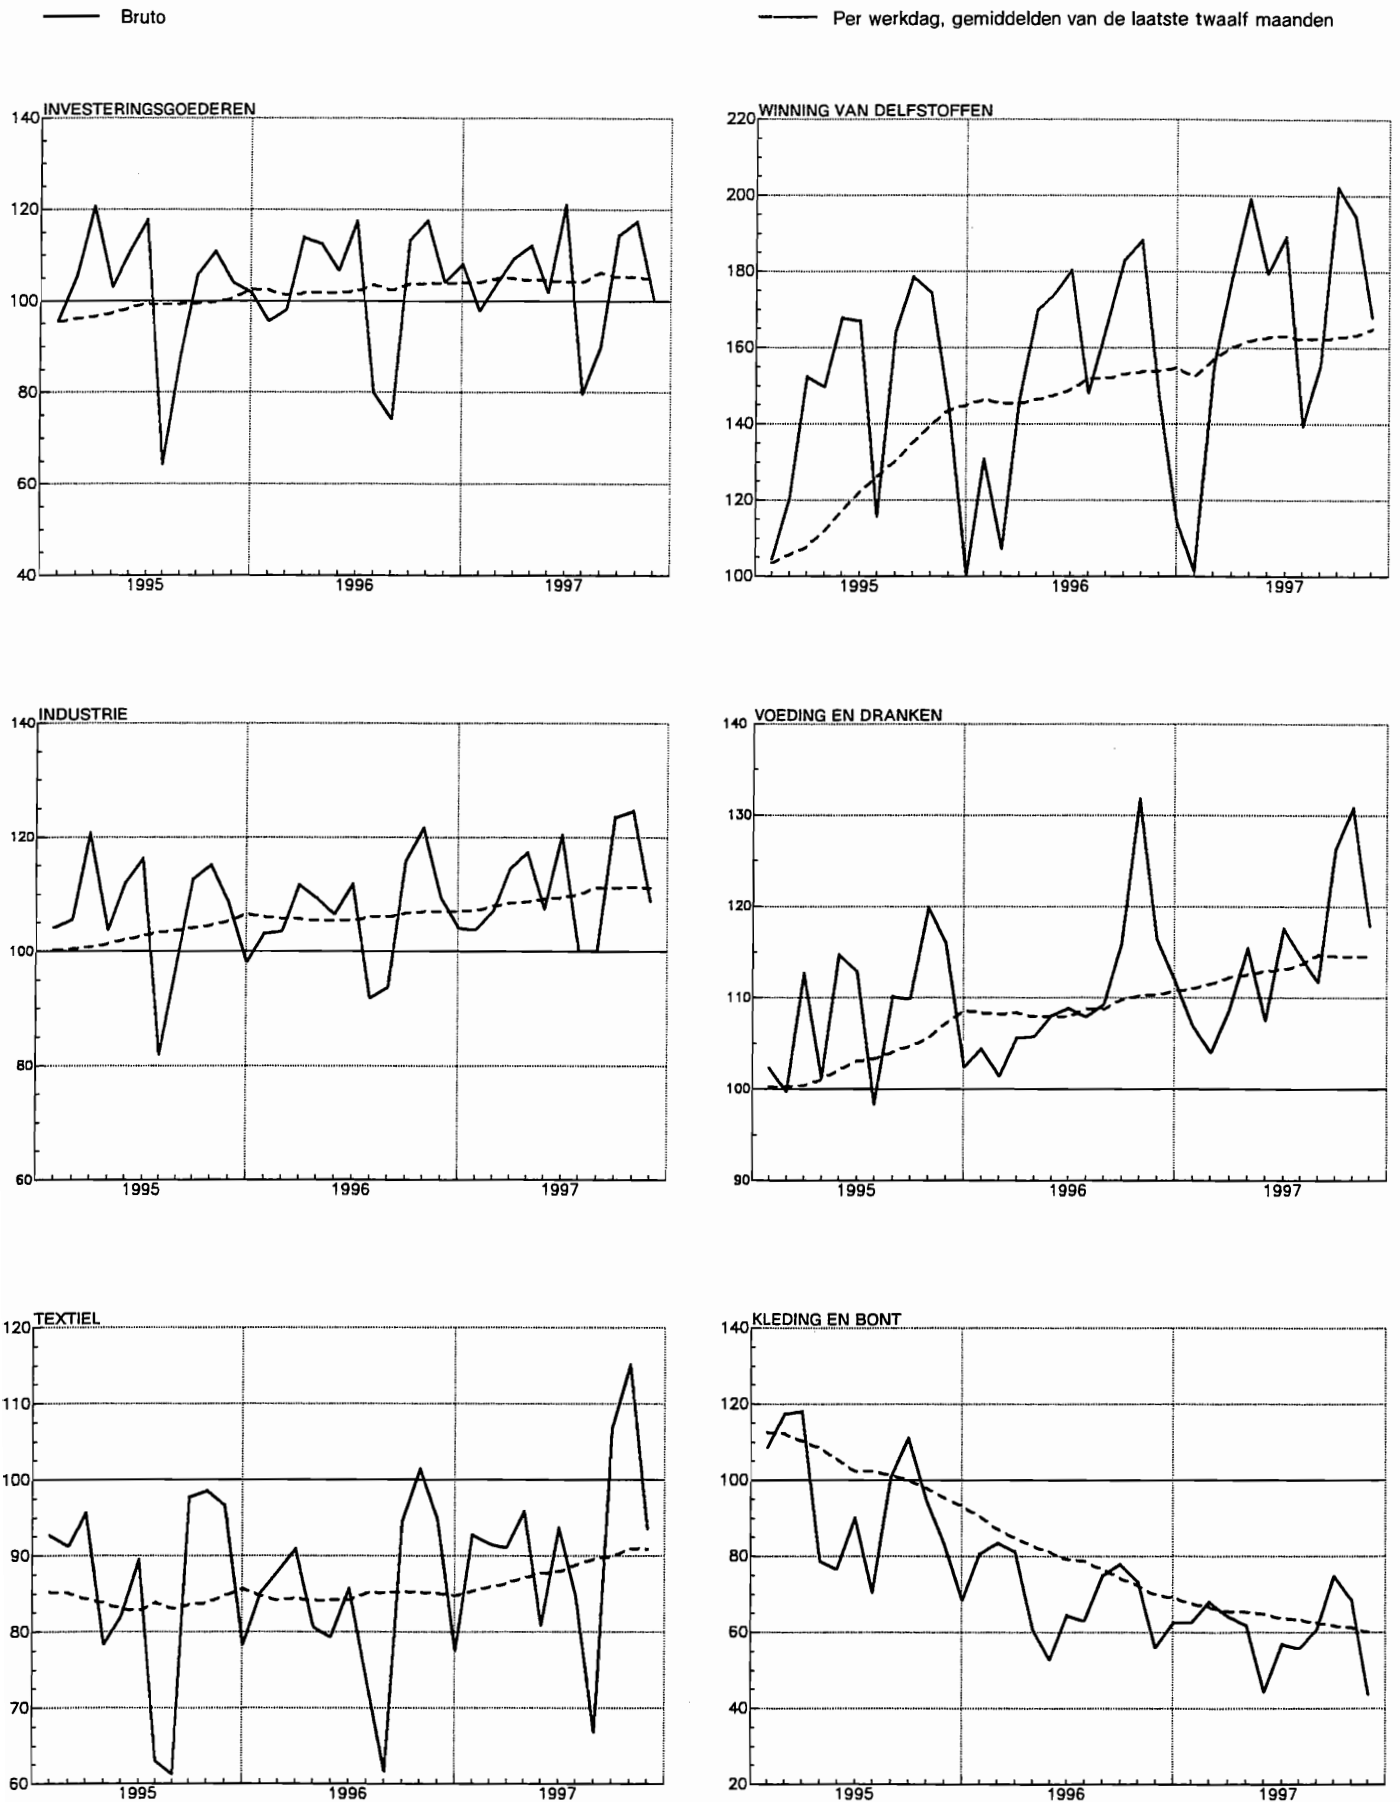 Bruto
Per werkdag, gemiddelden van de laatste twaalf maanden
INVESTERINGSGOEDEREN
140
120
100
80
60
40
1995 1996 1997
WINNING VAN DELFSTOFFEN
220
200
180
160
140
120
100
1995 1996 1997
INDUSTRIE
140
120
100
80
60
1995 1996 1997
VOEDING EN DRANKEN
140
130
120
110
100
90
1995 1996 1997
TEXTIEL
120
110
100
90
80
70
60
1995 1996 1997
KLEDING EN BONT
140
120
100
80
60
40
20
1995 1996 1997